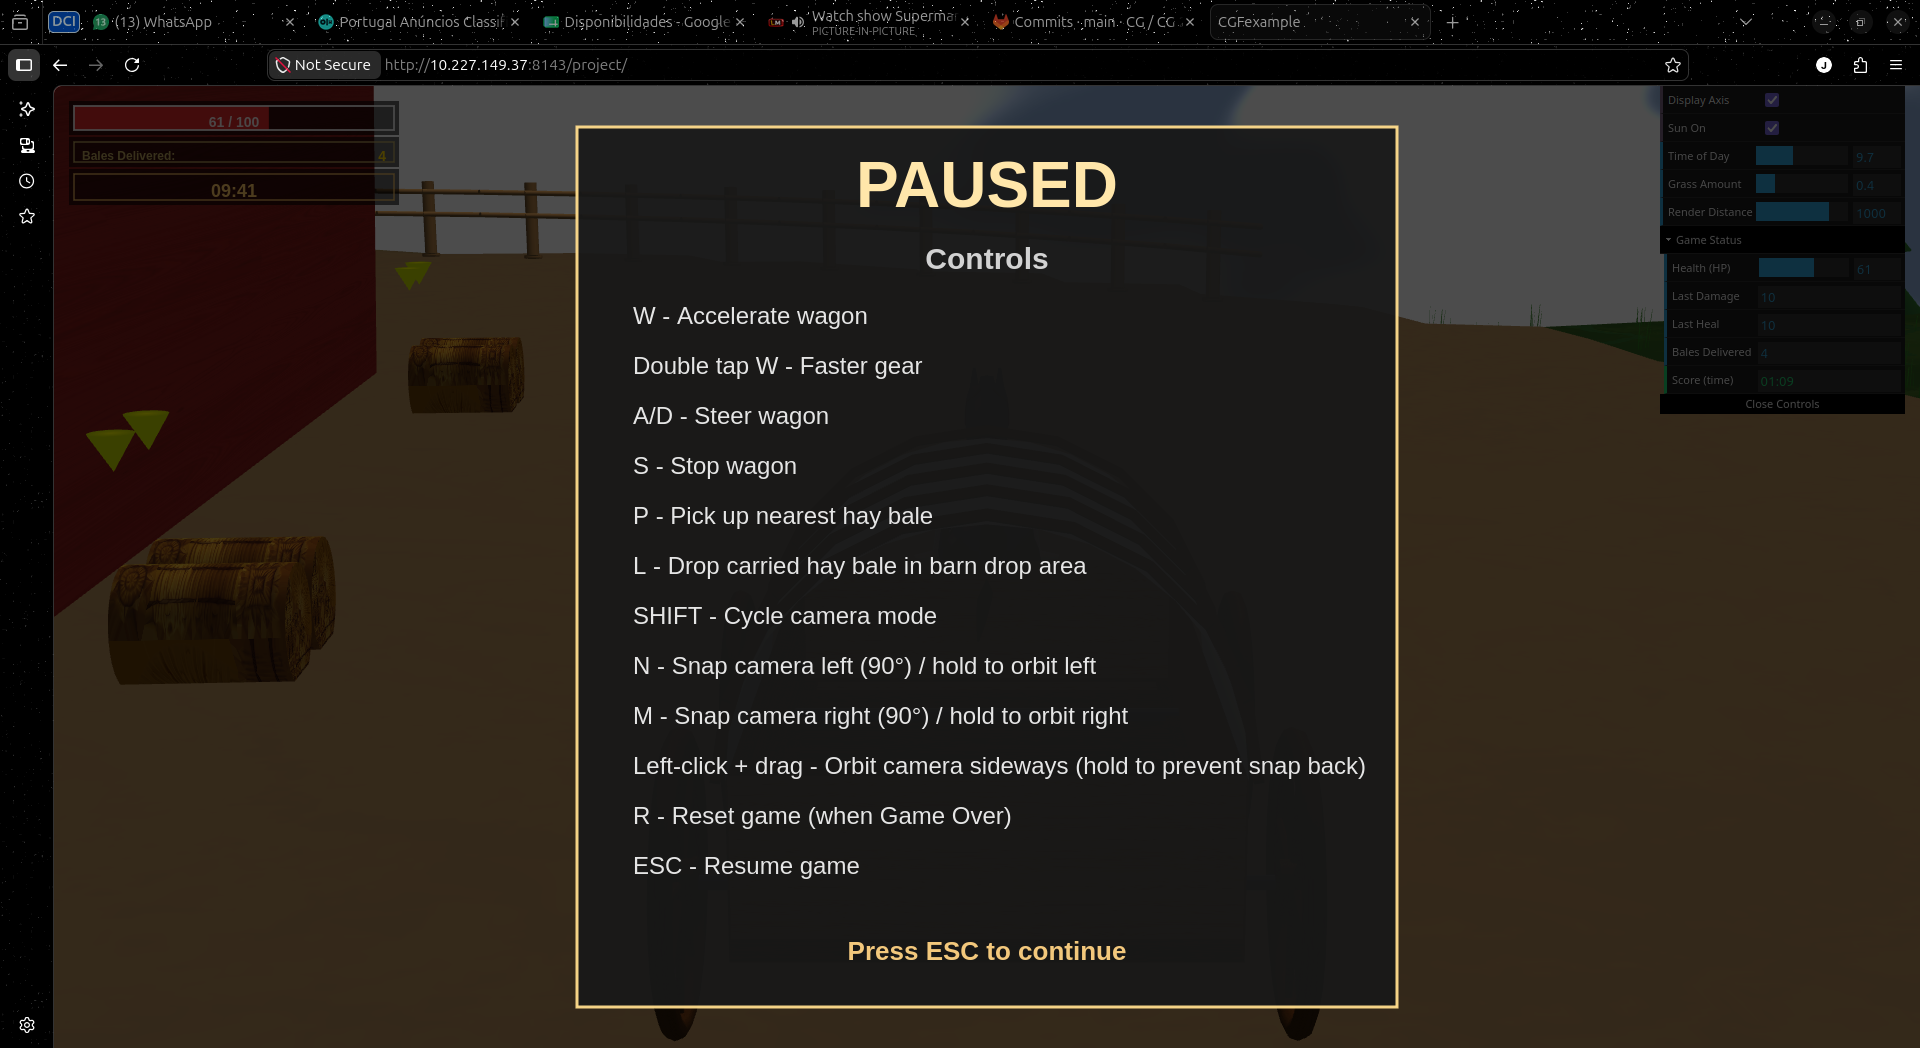 DCI
13
(13) WhatsApp
Portugal Anúncios Classif
Disponibilidades - Google
Watch show Superma
PICTURE-IN-PICTURE
Commits · main · CG / CG
CGFexample
Not Secure
http://10.227.149.37:8143/project/
J
61 / 100
Bales Delivered: 4
09:41
PAUSED
Controls
W - Accelerate wagon
Double tap W - Faster gear
A/D - Steer wagon
S - Stop wagon
P - Pick up nearest hay bale
L - Drop carried hay bale in barn drop area
SHIFT - Cycle camera mode
N - Snap camera left (90°) / hold to orbit left
M - Snap camera right (90°) / hold to orbit right
Left-click + drag - Orbit camera sideways (hold to prevent snap back)
R - Reset game (when Game Over)
ESC - Resume game
Press ESC to continue
Display Axis
Sun On
Time of Day 9.7
Grass Amount 0.4
Render Distance 1000
Game Status
Health (HP) 61
Last Damage 10
Last Heal 10
Bales Delivered 4
Score (time) 01:09
Close Controls